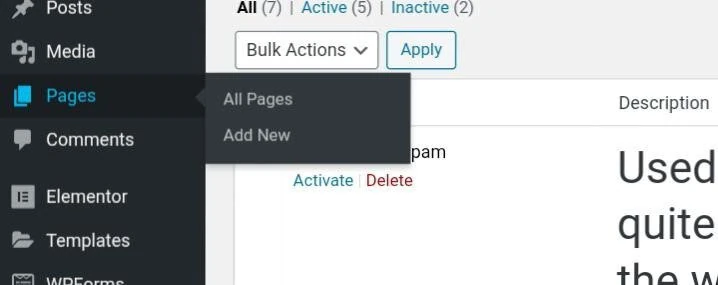 Posts
Media
Pages
Comments
Elementor
Templates
WPForms
All (7) | Active (5) | Inactive (2)
Bulk Actions
Apply
All Pages
Add New
Description
pam
Activate | Delete
Used
quite
the w